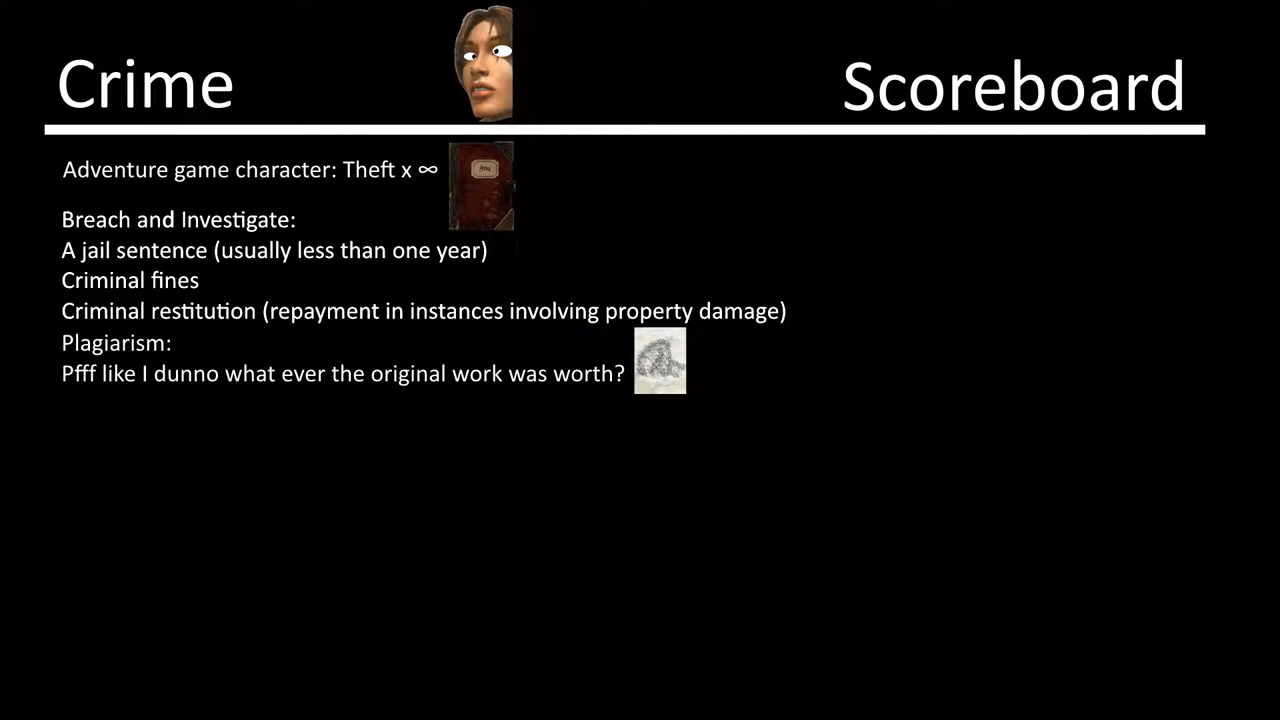 Crime Scoreboard
Adventure game character: Theft x ∞
Breach and Investigate:
A jail sentence (usually less than one year)
Criminal fines
Criminal restitution (repayment in instances involving property damage)
Plagiarism:
Pfff like I dunno what ever the original work was worth?